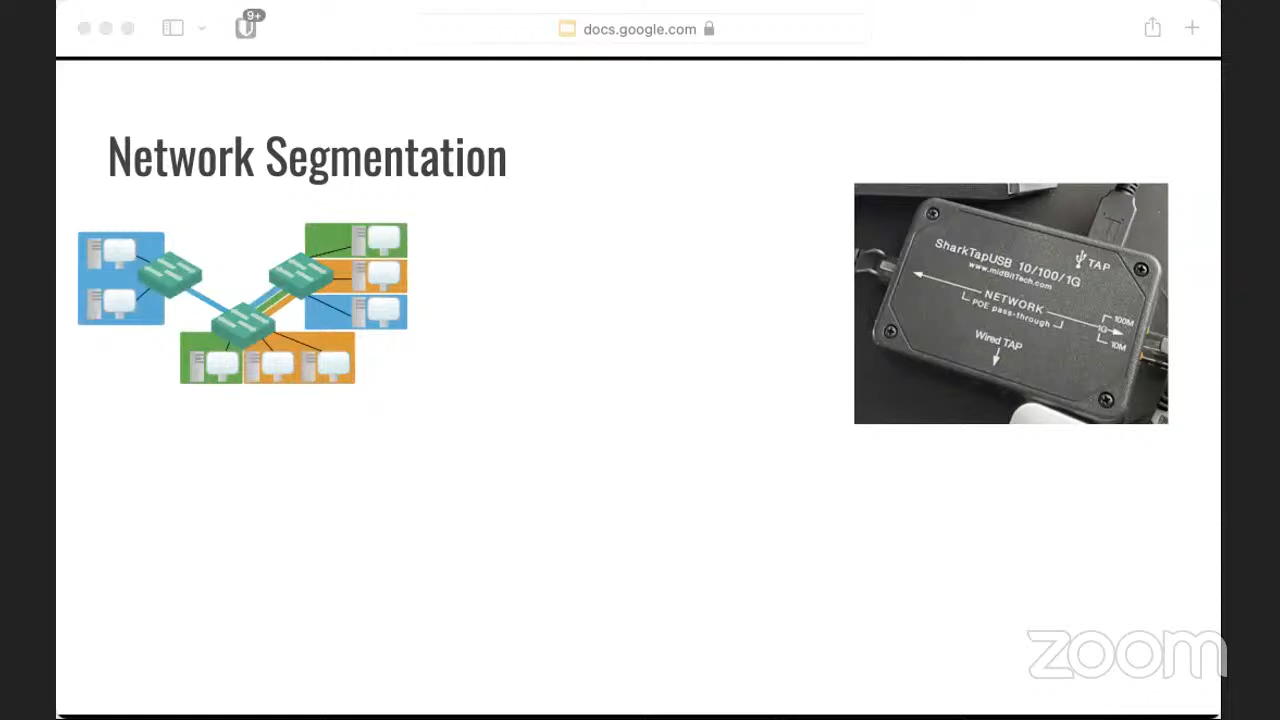 9+
docs.google.com
Network Segmentation
SharkTapUSB 10/100/1G
www.midBitTech.com
TAP
NETWORK
POE pass-through
100M
1G
10M
Wired TAP
zoom